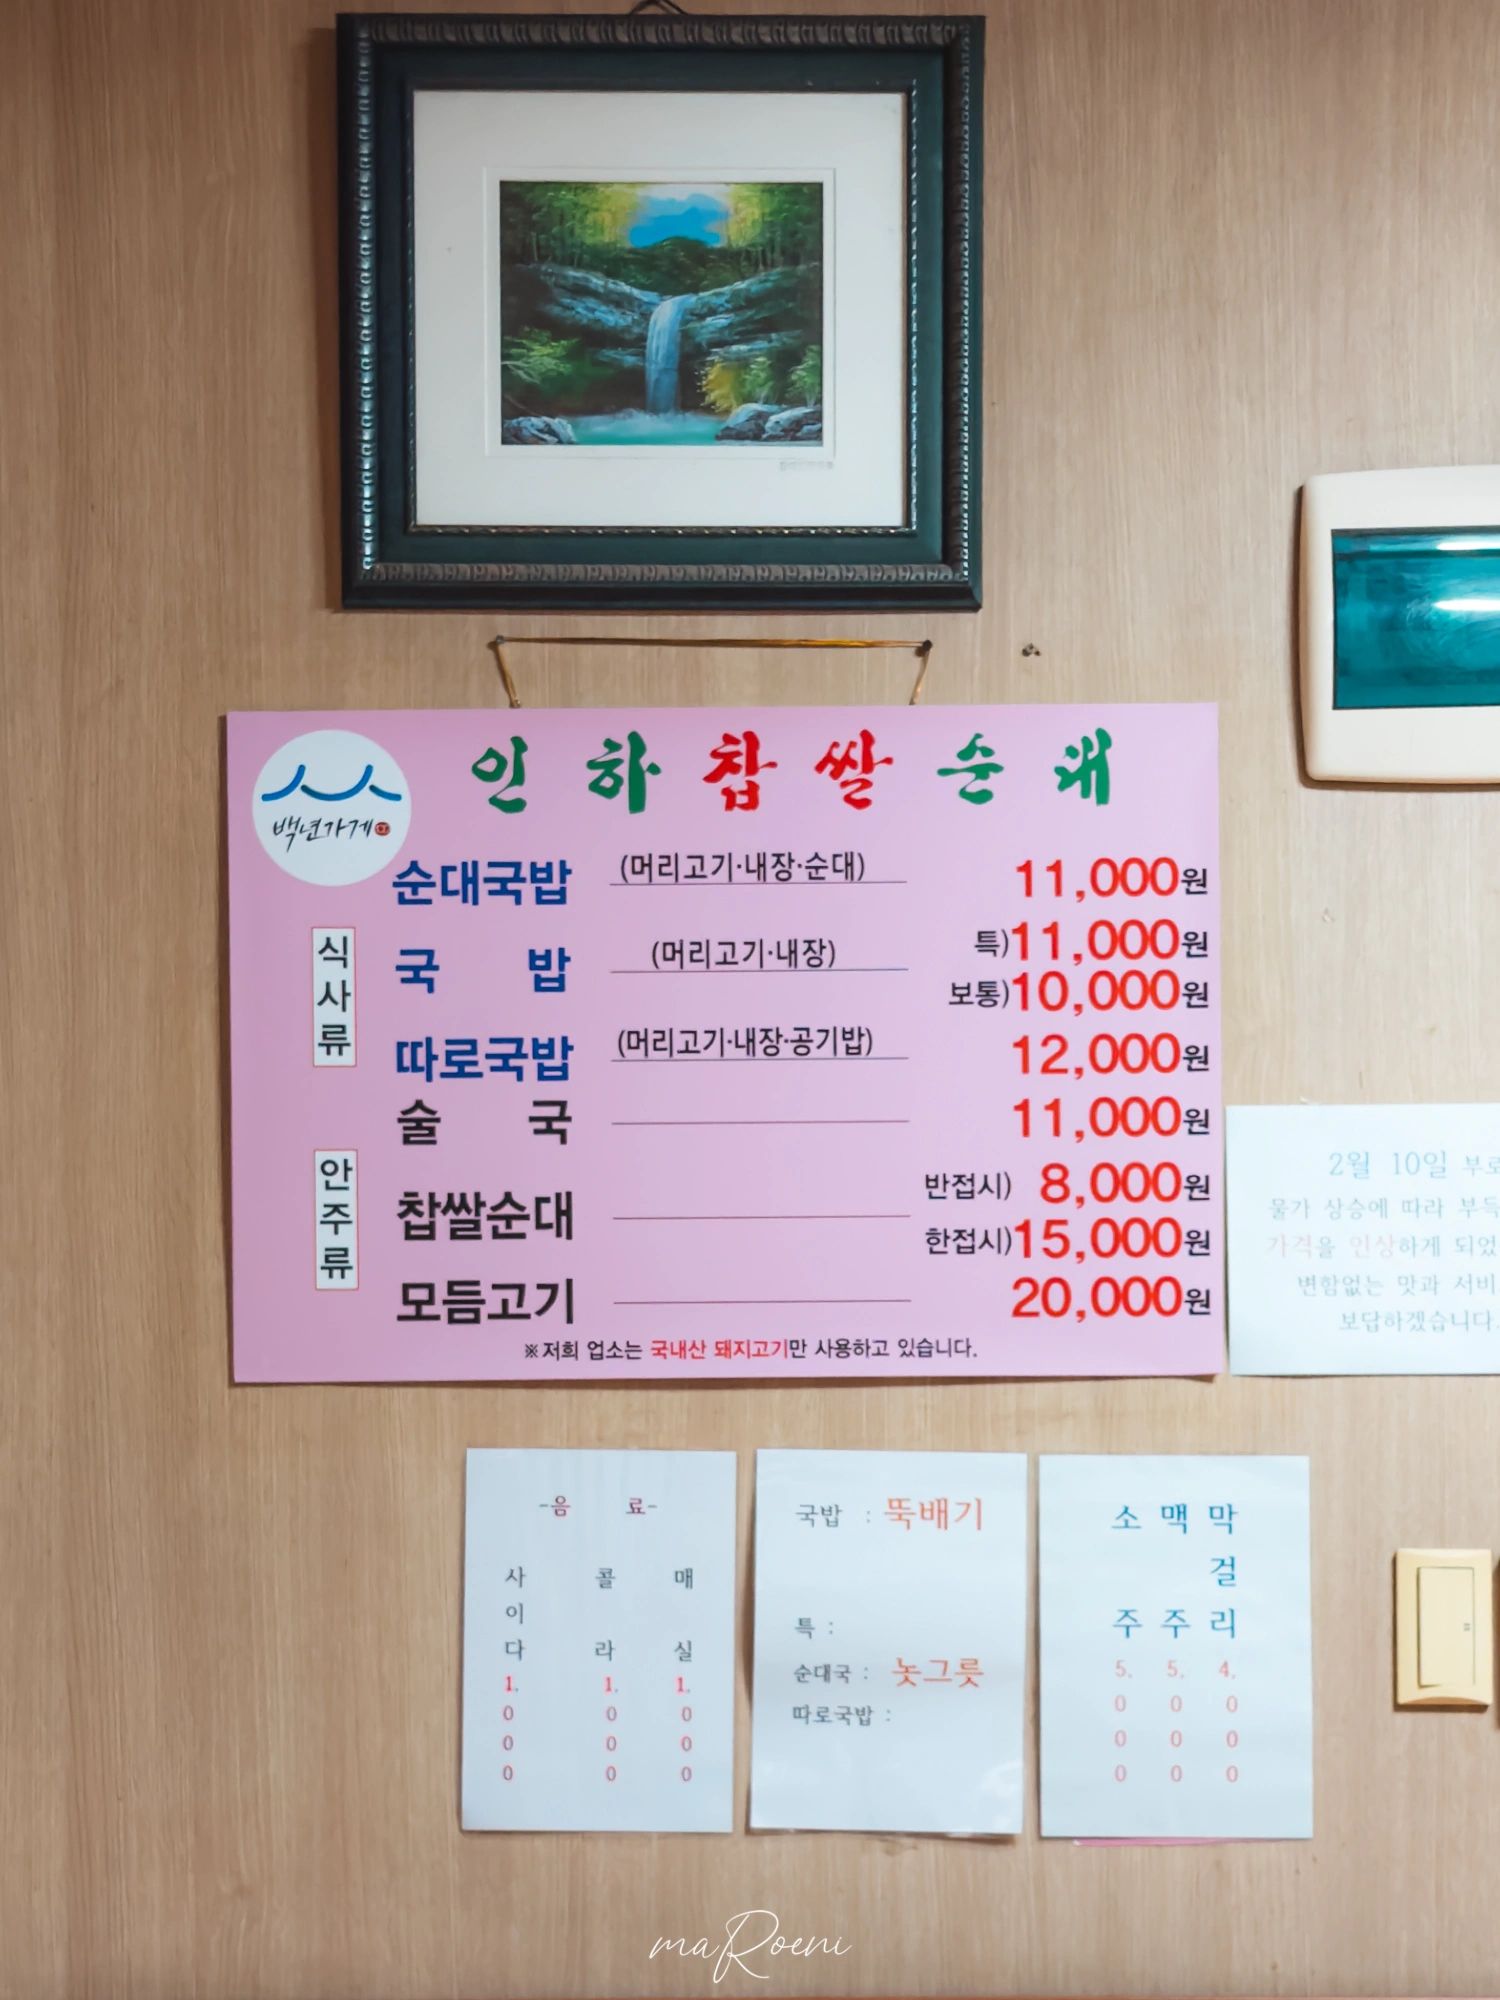 인하찹쌀순대
백년가게
순대국밥 (머리고기·내장·순대) 11,000원
식사류
국밥 (머리고기·내장) 특)11,000원
보통)10,000원
따로국밥 (머리고기·내장·공기밥) 12,000원
안주류
술국 11,000원
찹쌀순대 반접시) 8,000원
한접시)15,000원
모듬고기 20,000원
※저희 업소는 국내산 돼지고기만 사용하고 있습니다.
2월 10일
물가 상승에 따라
가격을 인상하게
변함없는 맛과
보답하겠습니다.
-음 료-
사이다 1.000
콜라 1.000
매실 1.000
국밥 : 뚝배기
특 :
순대국 : 놋그릇
따로국밥 :
소주 5.000
맥주 5.000
막걸리 4.000
maRoeni